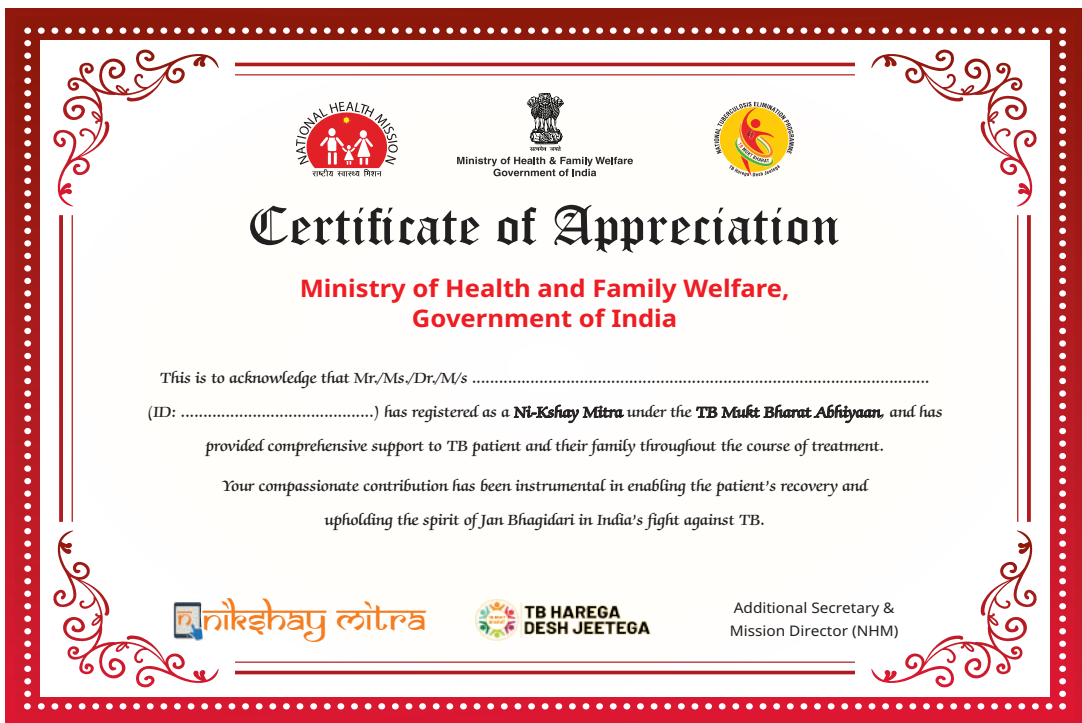 NATIONAL HEALTH MISSION
राष्ट्रीय स्वास्थ्य मिशन
सत्यमेव जयते
Ministry of Health & Family Welfare
Government of India
NATIONAL TUBERCULOSIS ELIMINATION PROGRAMME
TB MUKT BHARAT
TB Harega Desh Jeetega
Certificate of Appreciation
Ministry of Health and Family Welfare,
Government of India
This is to acknowledge that Mr./Ms./Dr./M/s ......................................................................................................
(ID: ...........................................) has registered as a Ni-Kshay Mitra under the TB Mukt Bharat Abhiyaan, and has
provided comprehensive support to TB patient and their family throughout the course of treatment.
Your compassionate contribution has been instrumental in enabling the patient's recovery and
upholding the spirit of Jan Bhagidari in India's fight against TB.
n nikshay mitra
TB HAREGA
DESH JEETEGA
Additional Secretary &
Mission Director (NHM)